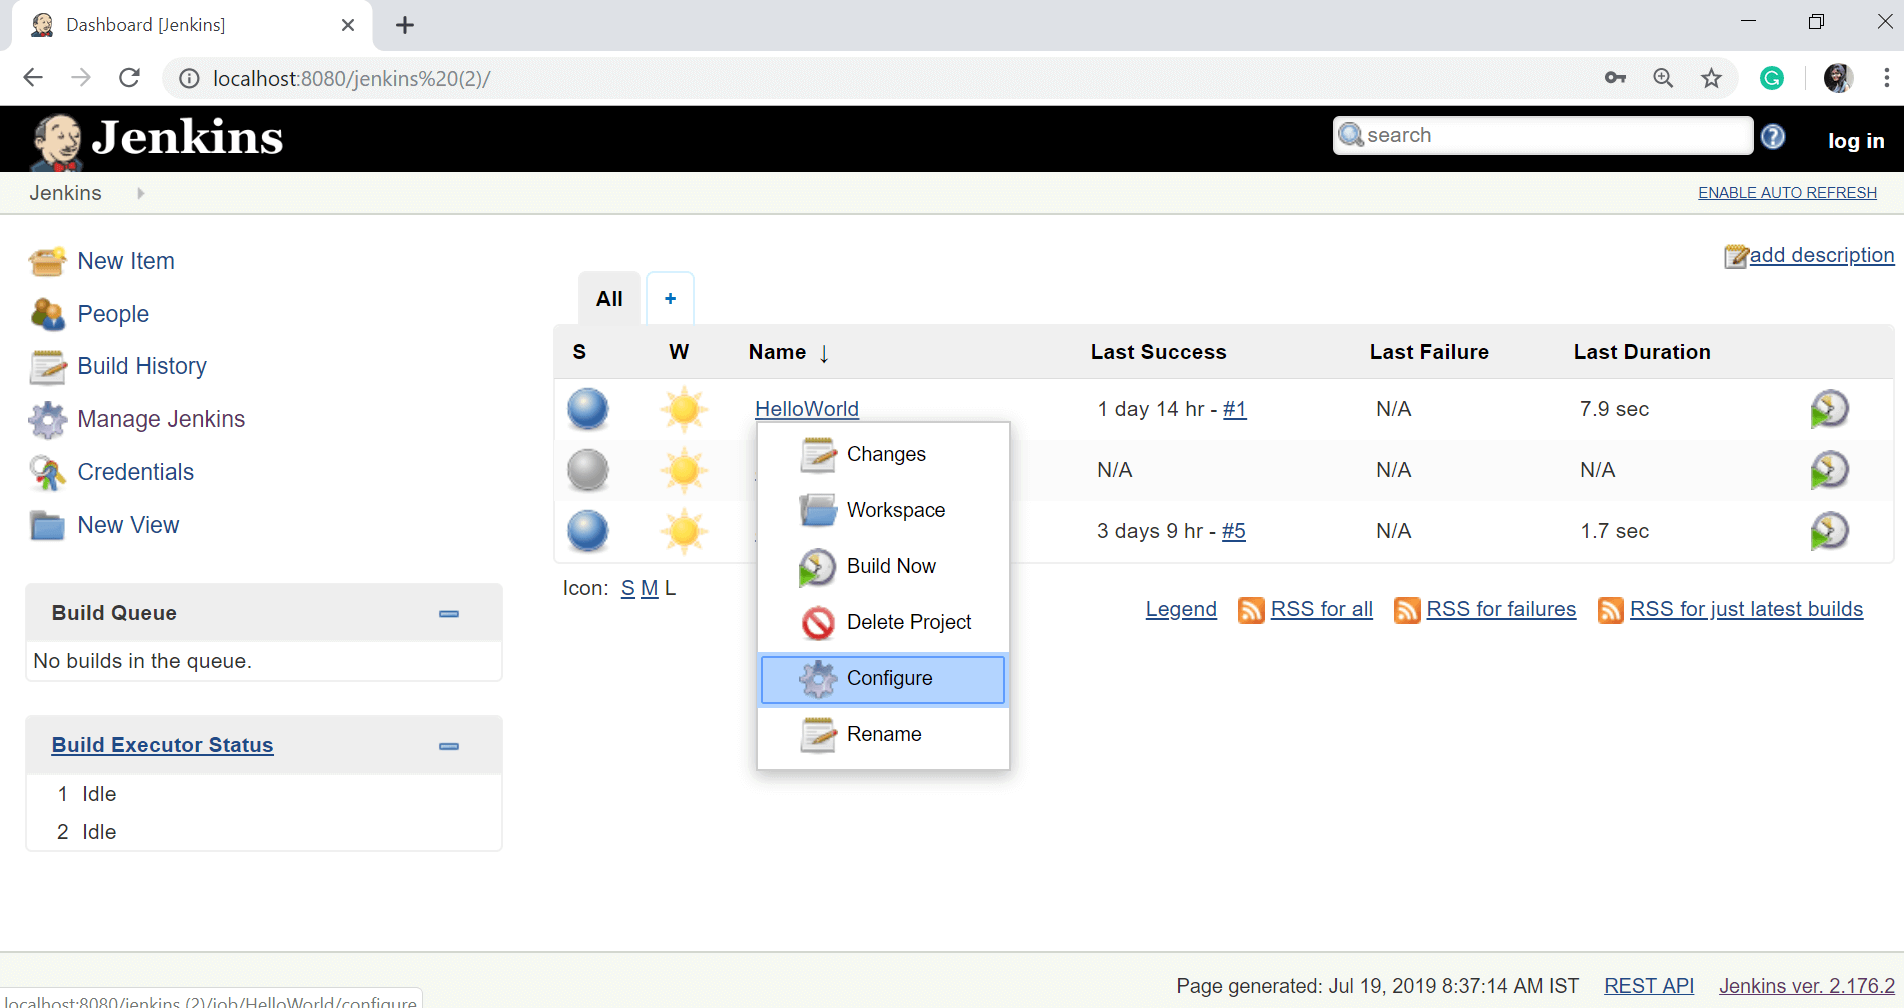 Dashboard [Jenkins]
localhost:8080/jenkins%20(2)/
Jenkins
search
log in
Jenkins
ENABLE AUTO REFRESH
New Item
People
Build History
Manage Jenkins
Credentials
New View
add description
All +
S W Name ↓ Last Success Last Failure Last Duration
HelloWorld 1 day 14 hr - #1 N/A 7.9 sec
N/A N/A N/A
3 days 9 hr - #5 N/A 1.7 sec
Changes
Workspace
Build Now
Delete Project
Configure
Rename
Icon: S M L
Legend RSS for all RSS for failures RSS for just latest builds
Build Queue
No builds in the queue.
Build Executor Status
1 Idle
2 Idle
Page generated: Jul 19, 2019 8:37:14 AM IST REST API Jenkins ver. 2.176.2
localhost:8080/jenkins (2)/job/HelloWorld/configure